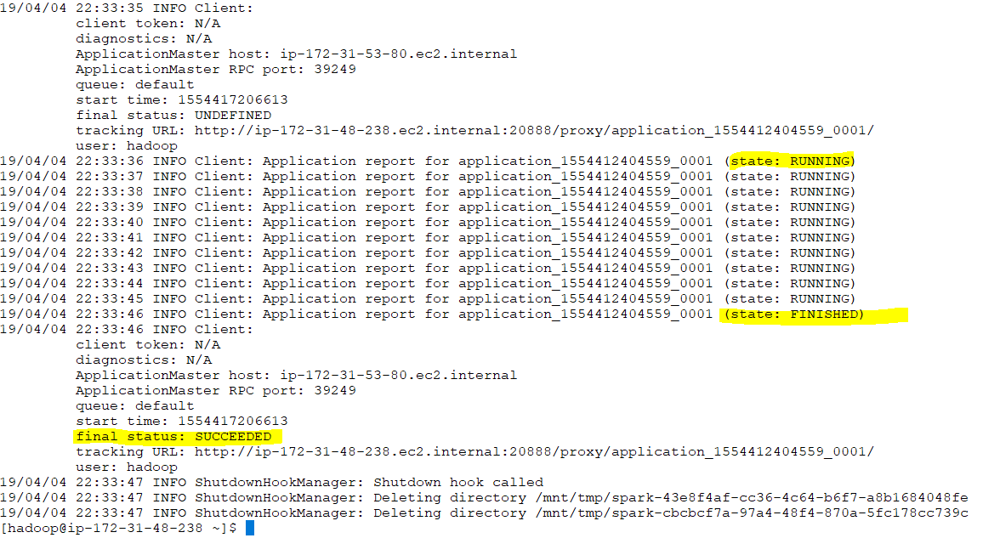 19/04/04 22:33:35 INFO Client:
client token: N/A
diagnostics: N/A
ApplicationMaster host: ip-172-31-53-80.ec2.internal
ApplicationMaster RPC port: 39249
queue: default
start time: 1554417206613
final status: UNDEFINED
tracking URL: http://ip-172-31-48-238.ec2.internal:20888/proxy/application_1554412404559_0001/
user: hadoop
19/04/04 22:33:36 INFO Client: Application report for application_1554412404559_0001 (state: RUNNING)
19/04/04 22:33:37 INFO Client: Application report for application_1554412404559_0001 (state: RUNNING)
19/04/04 22:33:38 INFO Client: Application report for application_1554412404559_0001 (state: RUNNING)
19/04/04 22:33:39 INFO Client: Application report for application_1554412404559_0001 (state: RUNNING)
19/04/04 22:33:40 INFO Client: Application report for application_1554412404559_0001 (state: RUNNING)
19/04/04 22:33:41 INFO Client: Application report for application_1554412404559_0001 (state: RUNNING)
19/04/04 22:33:42 INFO Client: Application report for application_1554412404559_0001 (state: RUNNING)
19/04/04 22:33:43 INFO Client: Application report for application_1554412404559_0001 (state: RUNNING)
19/04/04 22:33:44 INFO Client: Application report for application_1554412404559_0001 (state: RUNNING)
19/04/04 22:33:45 INFO Client: Application report for application_1554412404559_0001 (state: RUNNING)
19/04/04 22:33:46 INFO Client: Application report for application_1554412404559_0001 (state: FINISHED)
19/04/04 22:33:46 INFO Client:
client token: N/A
diagnostics: N/A
ApplicationMaster host: ip-172-31-53-80.ec2.internal
ApplicationMaster RPC port: 39249
queue: default
start time: 1554417206613
final status: SUCCEEDED
tracking URL: http://ip-172-31-48-238.ec2.internal:20888/proxy/application_1554412404559_0001/
user: hadoop
19/04/04 22:33:47 INFO ShutdownHookManager: Shutdown hook called
19/04/04 22:33:47 INFO ShutdownHookManager: Deleting directory /mnt/tmp/spark-43e8f4af-cc36-4c64-b6f7-a8b1684048fe
19/04/04 22:33:47 INFO ShutdownHookManager: Deleting directory /mnt/tmp/spark-cbcbcf7a-97a4-48f4-870a-5fc178cc739c
[hadoop@ip-172-31-48-238 ~]$